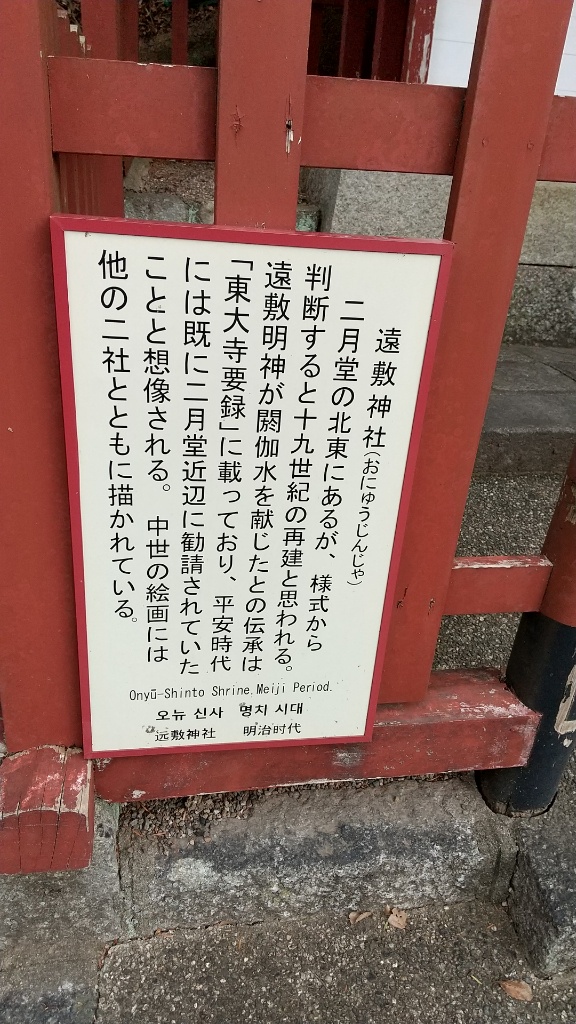 遠敷神社（おにゅうじんじゃ）
二月堂の北東にあるが、様式から
判断すると十九世紀の再建と思われる。
遠敷明神が閼伽水を献じたとの伝承は
「東大寺要録」に載っており、平安時代
には既に二月堂近辺に勧請されていた
ことと想像される。中世の絵画には
他の二社とともに描かれている。
Onyū-Shinto Shrine,Meiji Period.
오뉴 신사 명치 시대
远敷神社 明治时代